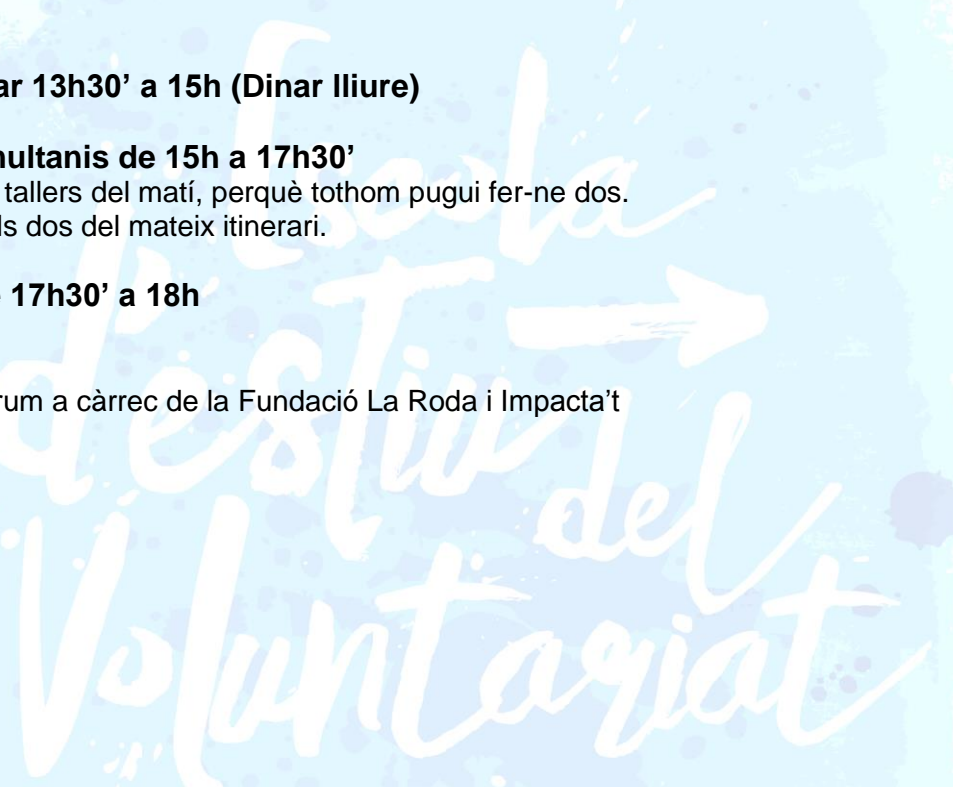 ar 13h30’ a 15h (Dinar lliure)
nultanis de 15h a 17h30’
tallers del matí, perquè tothom pugui fer-ne dos.
ls dos del mateix itinerari.
17h30’ a 18h
rum a càrrec de la Fundació La Roda i Impacta’t
Escola
d'estiu
del
Voluntariat